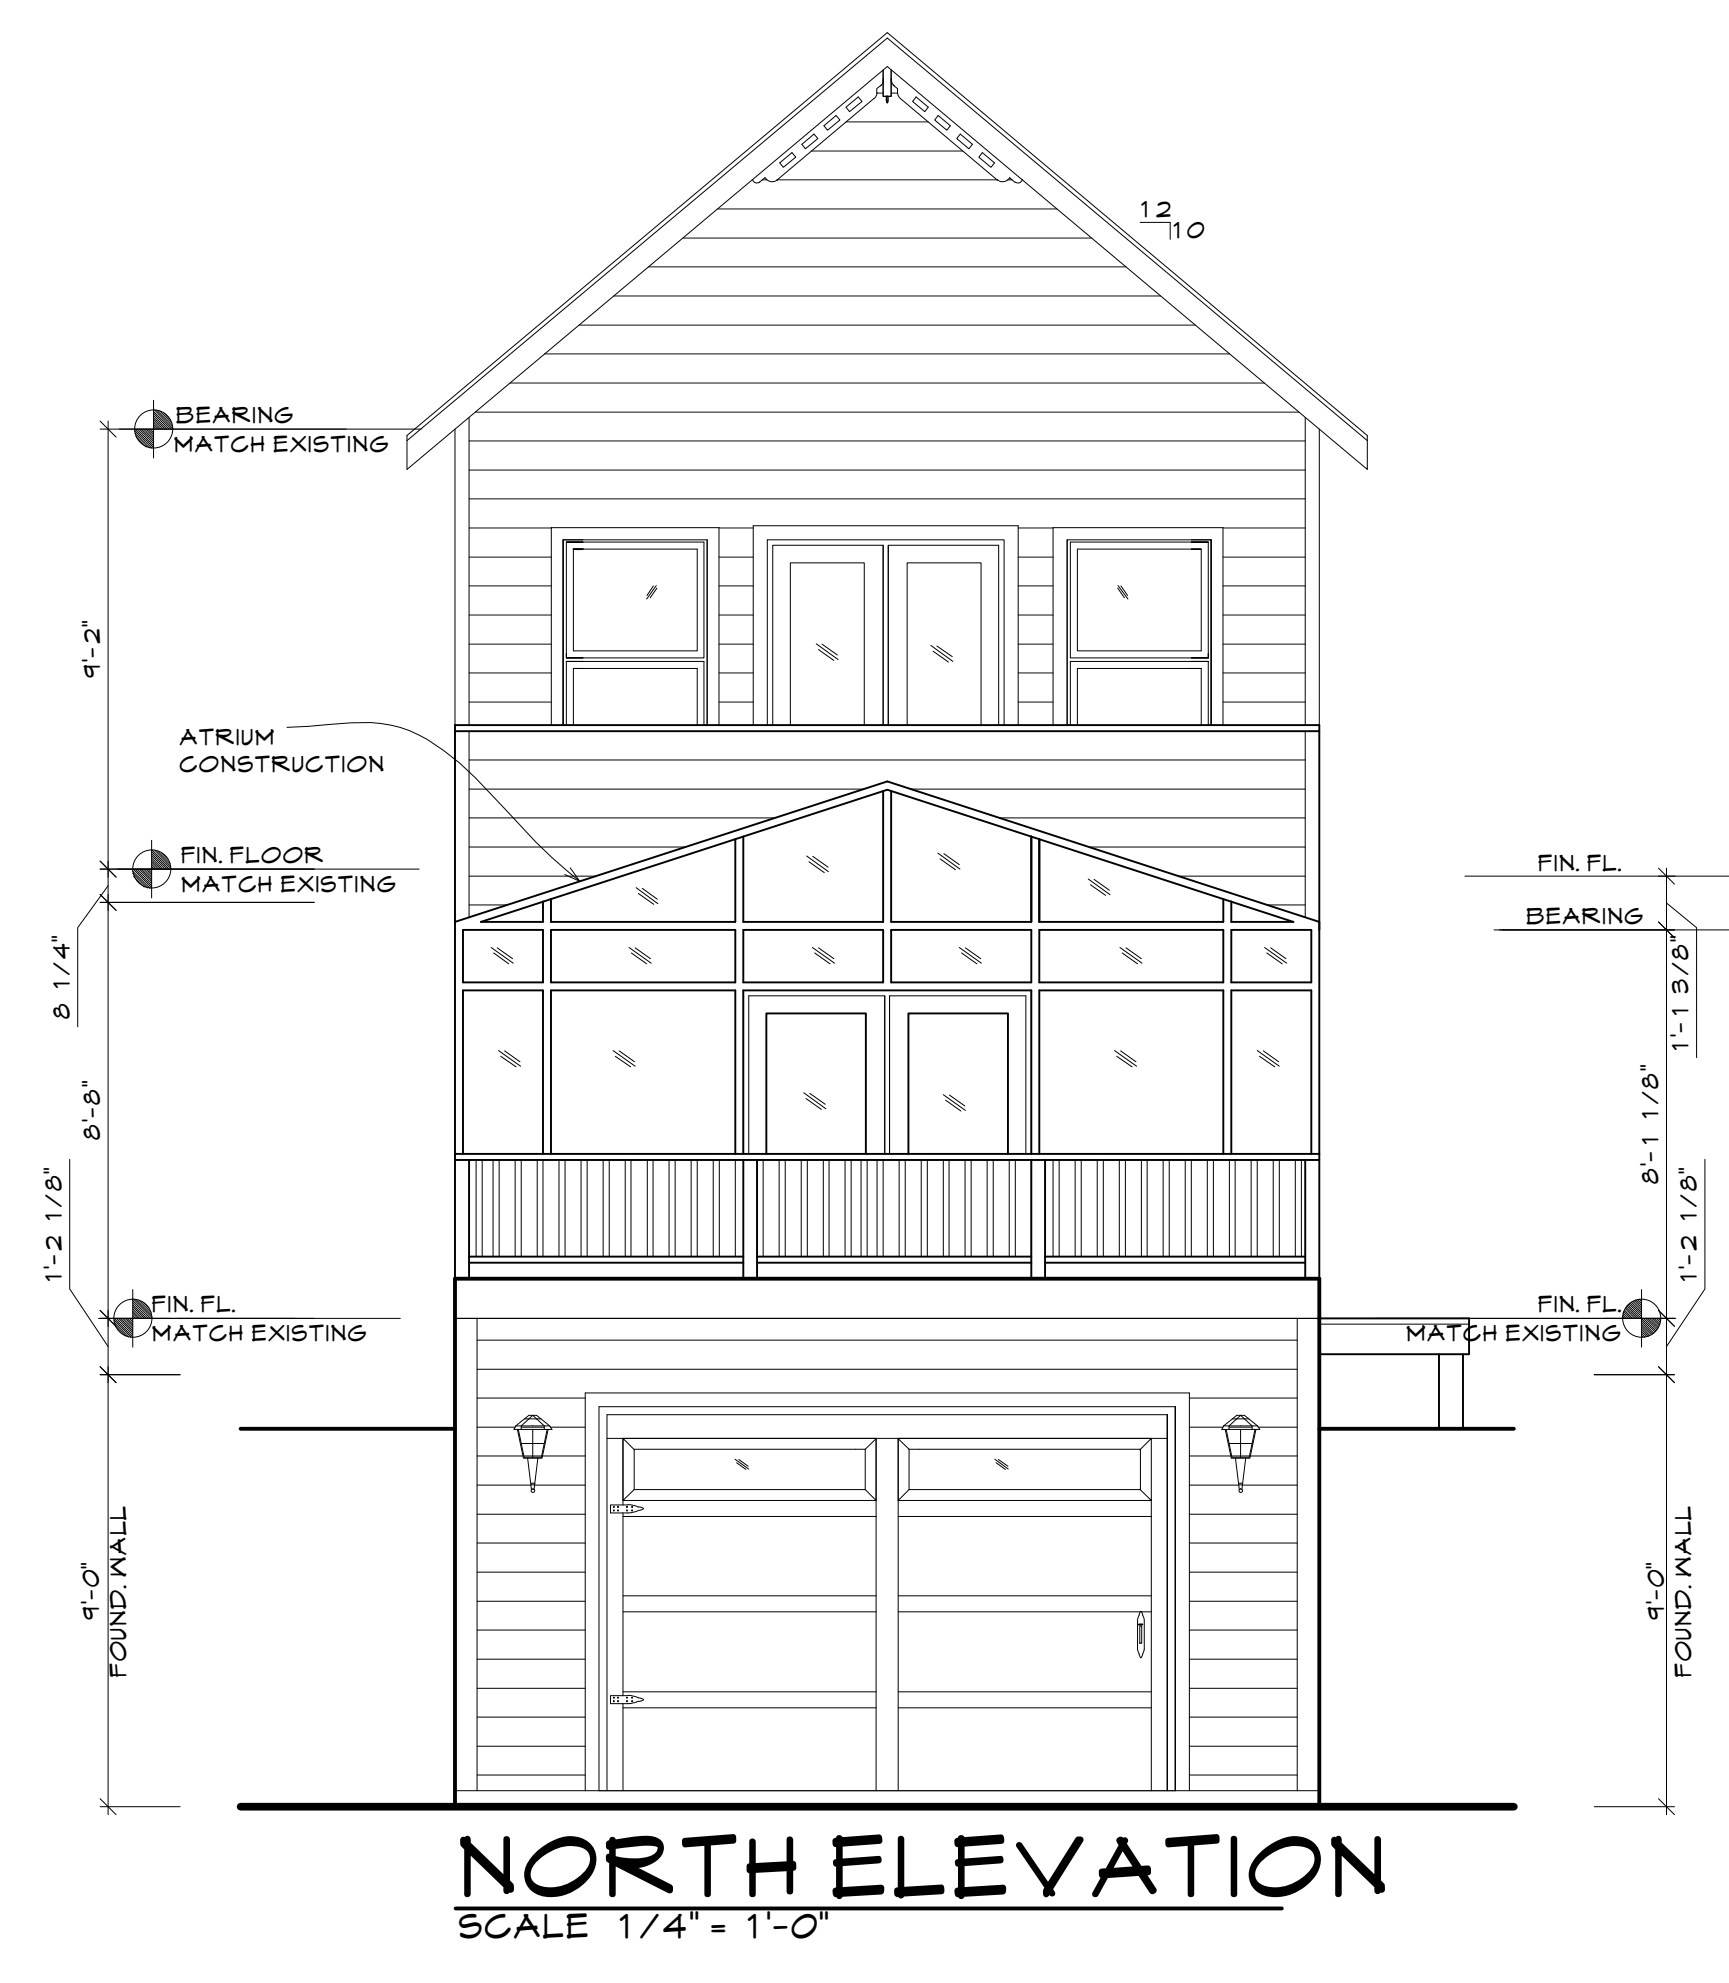 12
10
BEARING
MATCH EXISTING
9'-2"
ATRIUM
CONSTRUCTION
FIN. FLOOR
MATCH EXISTING
FIN. FL.
BEARING
8 1/4"
1'-1 3/8"
8'-8"
8'-1 1/8"
1'-2 1/8"
1'-2 1/8"
FIN. FL.
MATCH EXISTING
FIN. FL.
MATCH EXISTING
9'-0"
FOUND. WALL
9'-0"
FOUND. WALL
NORTH ELEVATION
SCALE 1/4" = 1'-0"